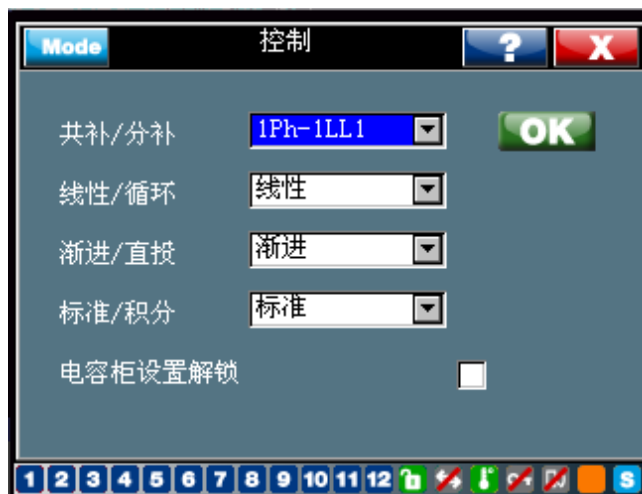 Mode 控制 ? X
共补/分补 1Ph-1LL1 OK
线性/循环 线性
渐进/直投 渐进
标准/积分 标准
电容柜设置解锁
1 2 3 4 5 6 7 8 9 10 11 12 S